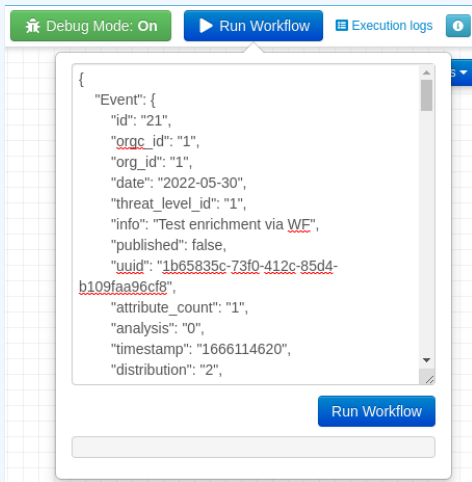 Debug Mode: On
Run Workflow
Execution logs
s
{
"Event": {
"id": "21",
"orgc_id": "1",
"org_id": "1",
"date": "2022-05-30",
"threat_level_id": "1",
"info": "Test enrichment via WF",
"published": false,
"uuid": "1b65835c-73f0-412c-85d4-
b109faa96cf8",
"attribute_count": "1",
"analysis": "0",
"timestamp": "1666114620",
"distribution": "2",
Run Workflow